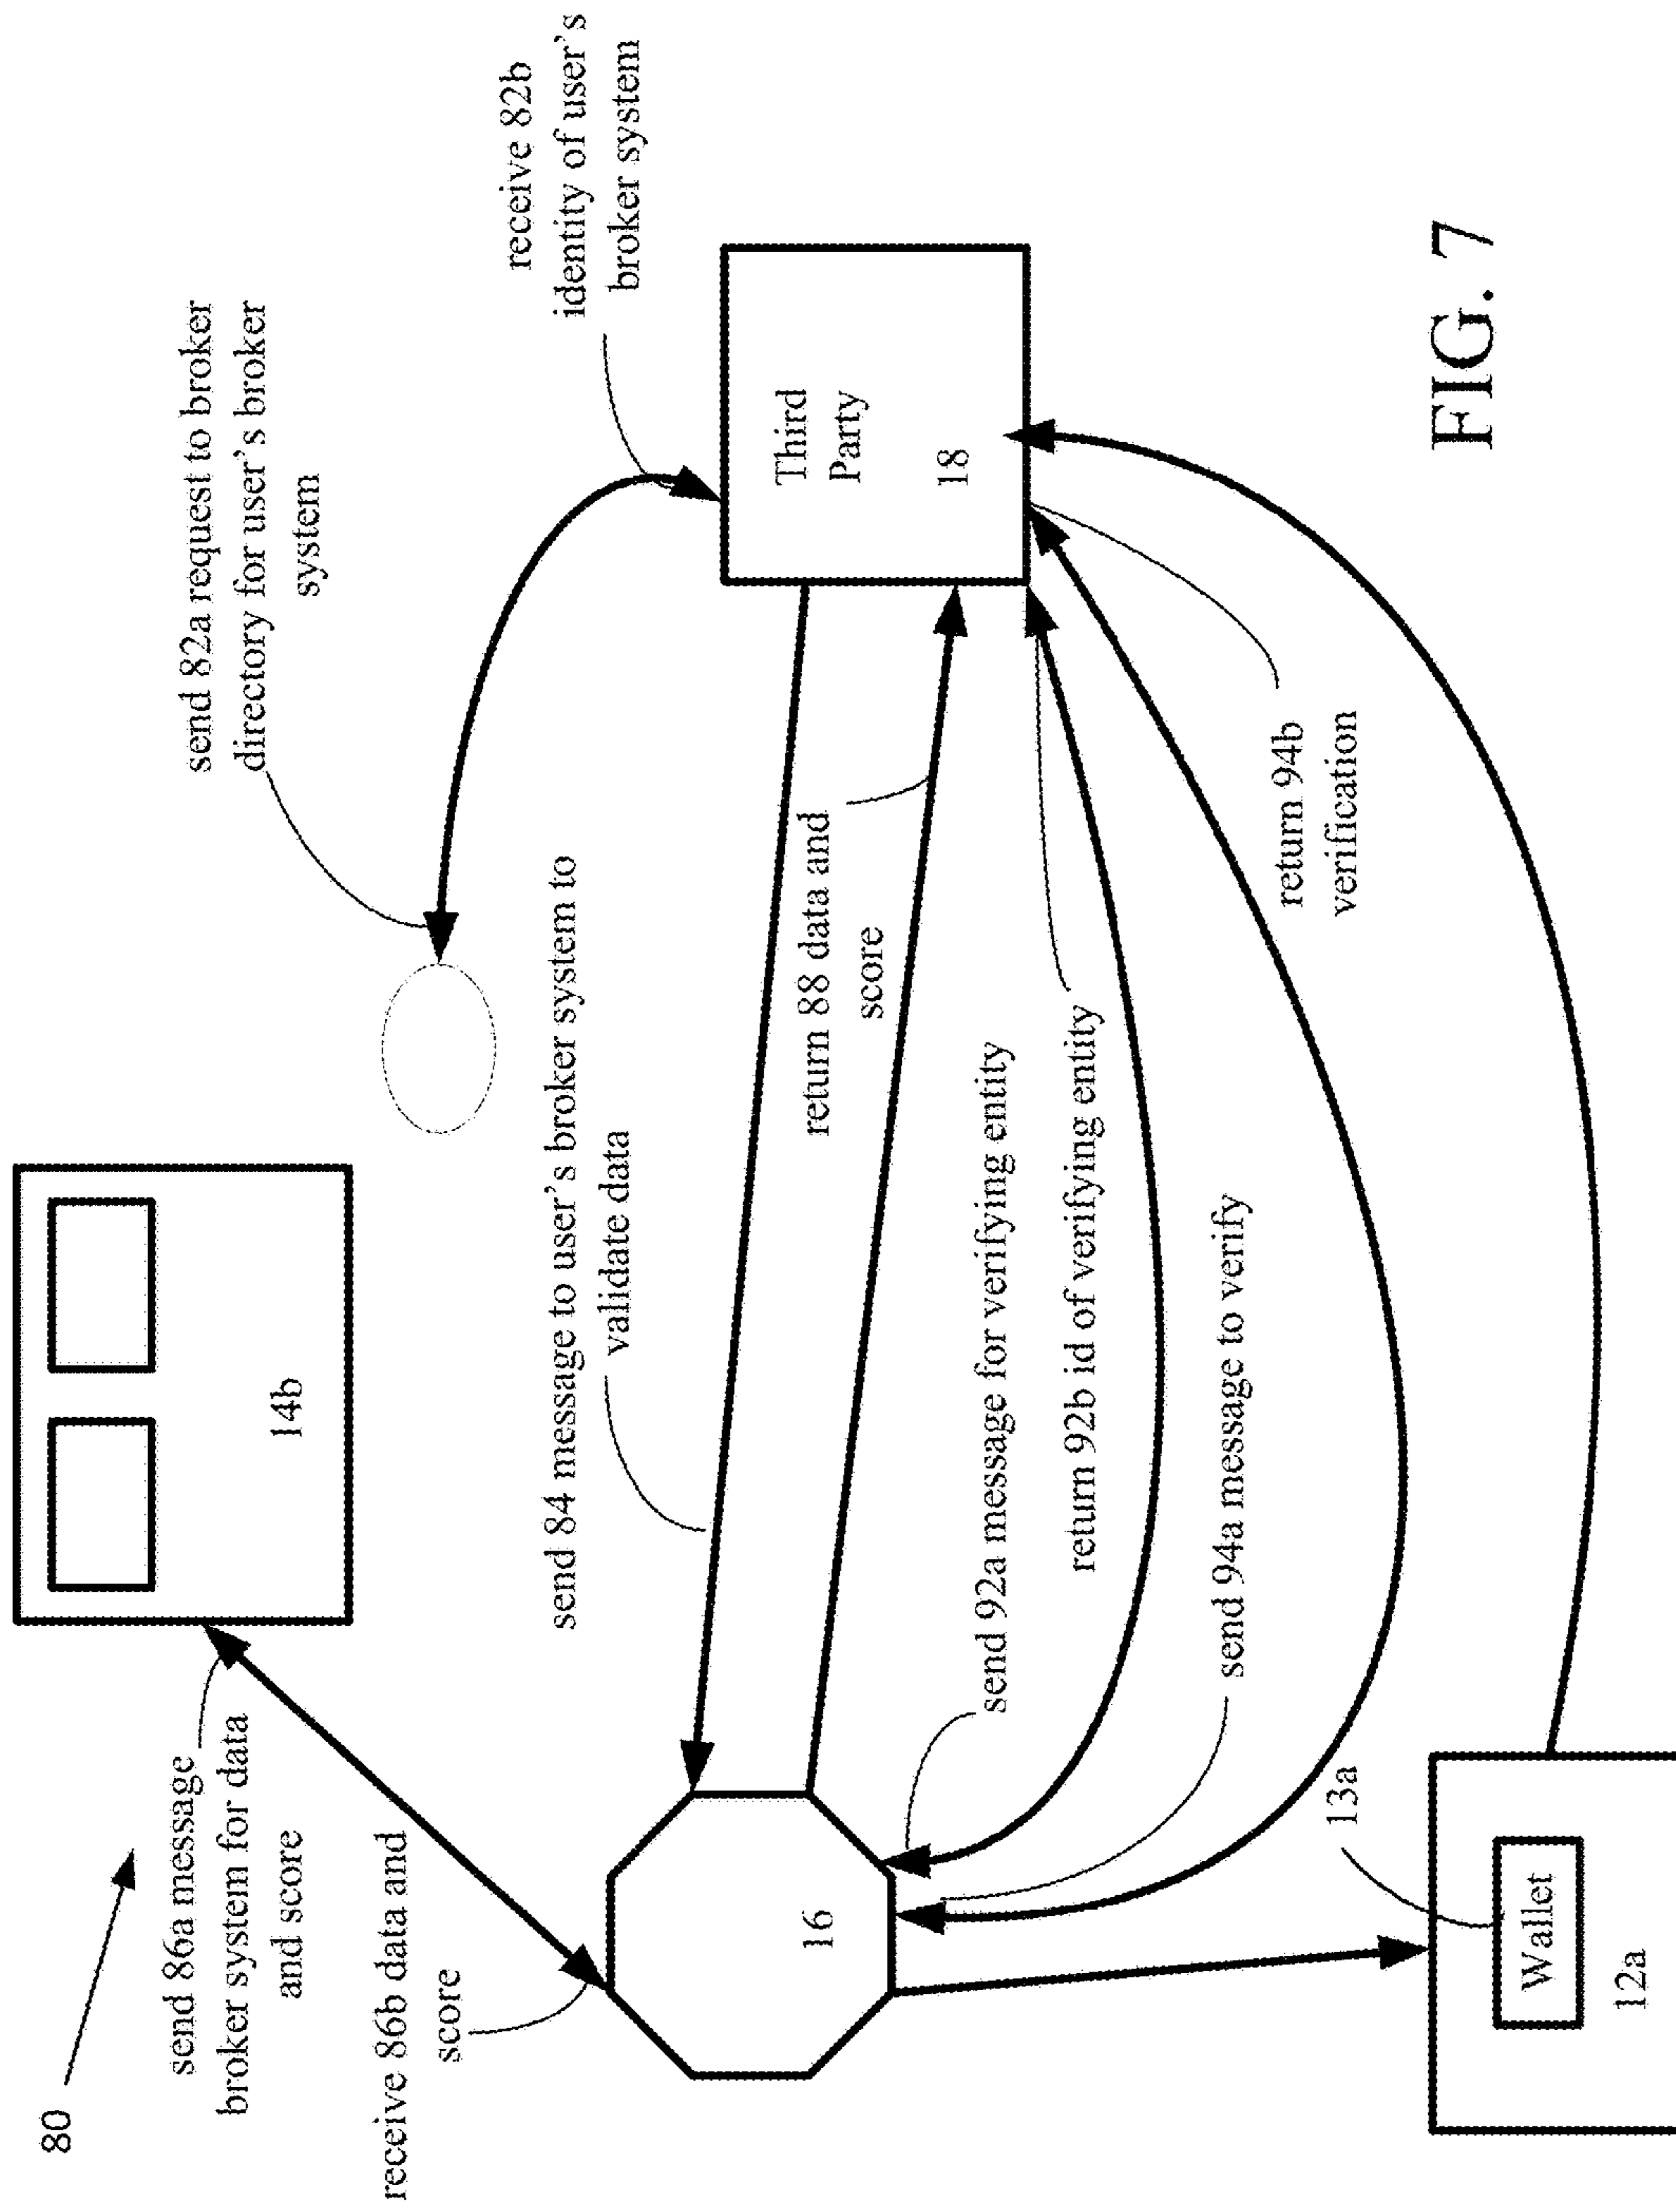 80
send 86a message
broker system for data
and score
receive 86b data and
score
14b
send 82a request to broker
directory for user's broker
system
receive 82b
identity of user's
broker system
send 84 message to user's broker system to
validate data
return 88 data and
score
Third
Party
18
16
send 92a message for verifying entity
return 92b id of verifying entity
send 94a message to verify
return 94b
verification
13a
Wallet
12a
FIG. 7